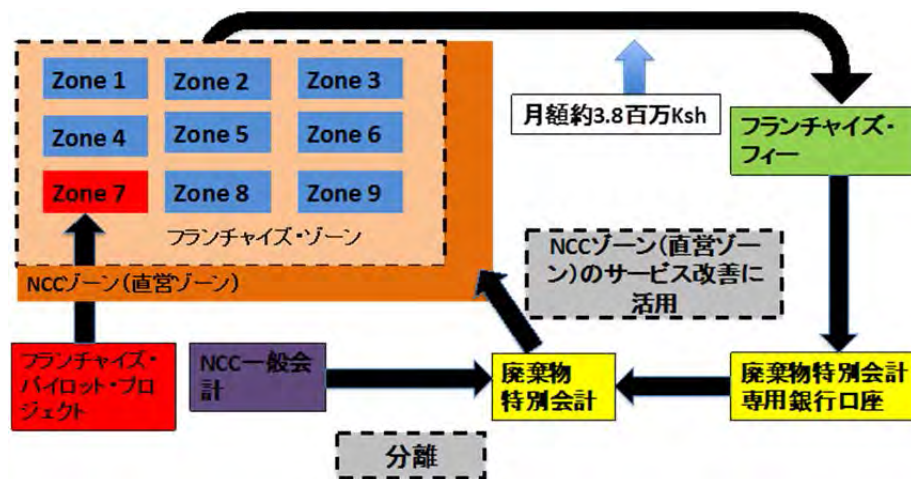 Zone 1
Zone 2
Zone 3
Zone 4
Zone 5
Zone 6
Zone 7
Zone 8
Zone 9
フランチャイズ・ゾーン
NCCゾーン(直営ゾーン)
月額約3.8百万Ksh
フランチャイズ・
フィー
NCCゾーン(直営ゾー
ン)のサービス改善に
活用
フランチャイズ・
パイロット・プロ
ジェクト
NCC一般会
計
廃棄物
特別会計
廃棄物特別会計
専用銀行口座
分離